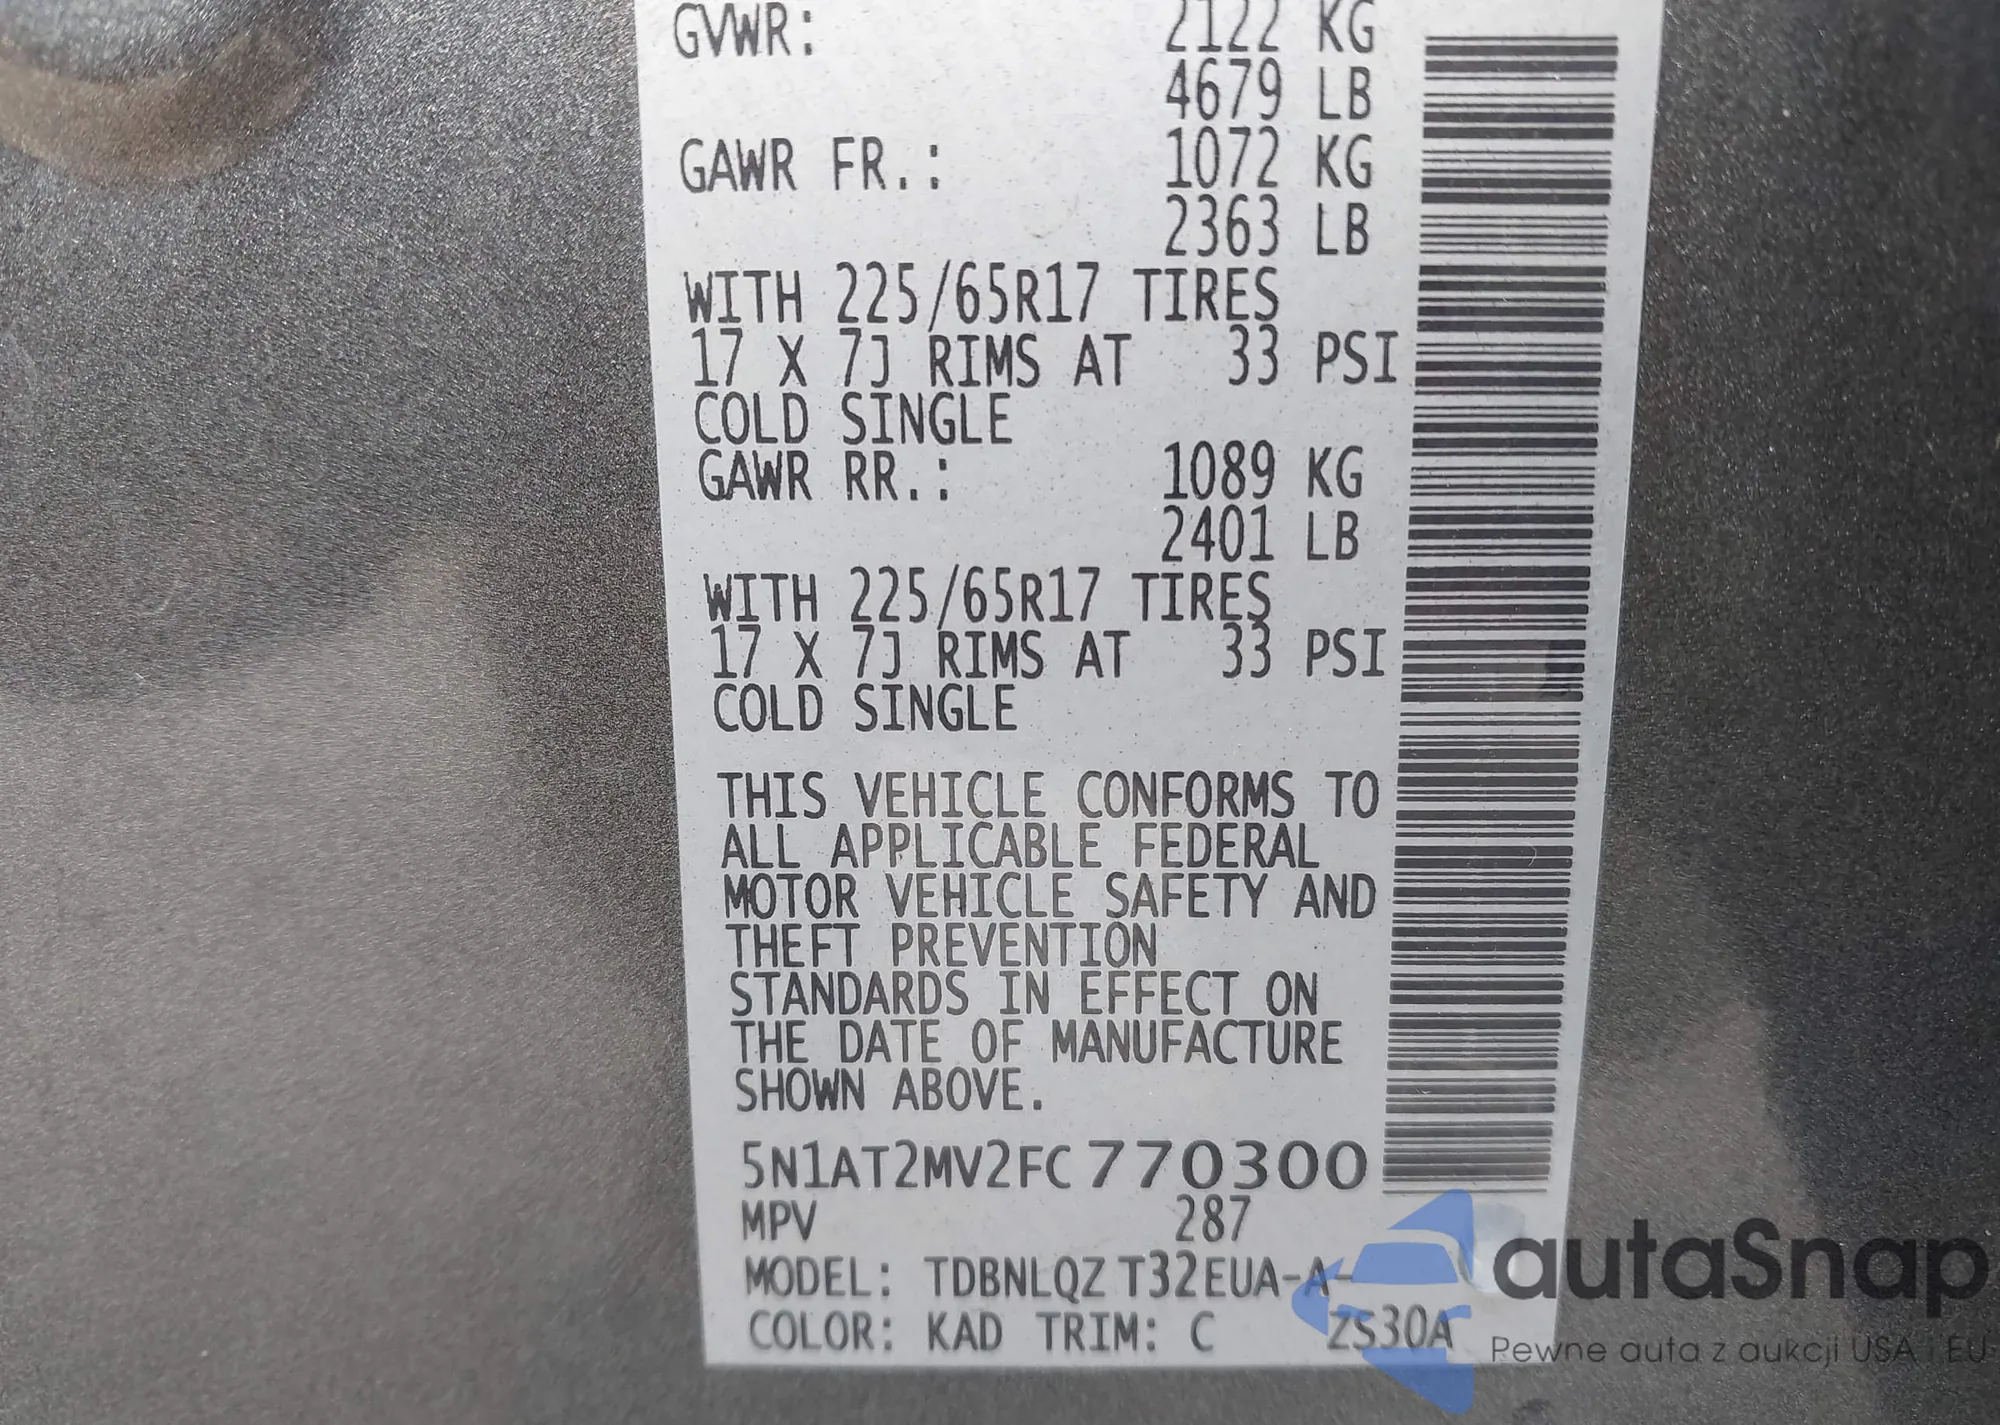 GVWR: 2122 KG
4679 LB
GAWR FR.: 1072 KG
2363 LB
WITH 225/65R17 TIRES
17 X 7J RIMS AT 33 PSI
COLD SINGLE
GAWR RR.: 1089 KG
2401 LB
WITH 225/65R17 TIRES
17 X 7J RIMS AT 33 PSI
COLD SINGLE
THIS VEHICLE CONFORMS TO
ALL APPLICABLE FEDERAL
MOTOR VEHICLE SAFETY AND
THEFT PREVENTION
STANDARDS IN EFFECT ON
THE DATE OF MANUFACTURE
SHOWN ABOVE.
5N1AT2MV2FC770300
MPV 287
MODEL: TDBNLQZ T32EUA-A-
COLOR: KAD TRIM: C ZS30A
autaSnap
Pewne auta z aukcji USA i EU